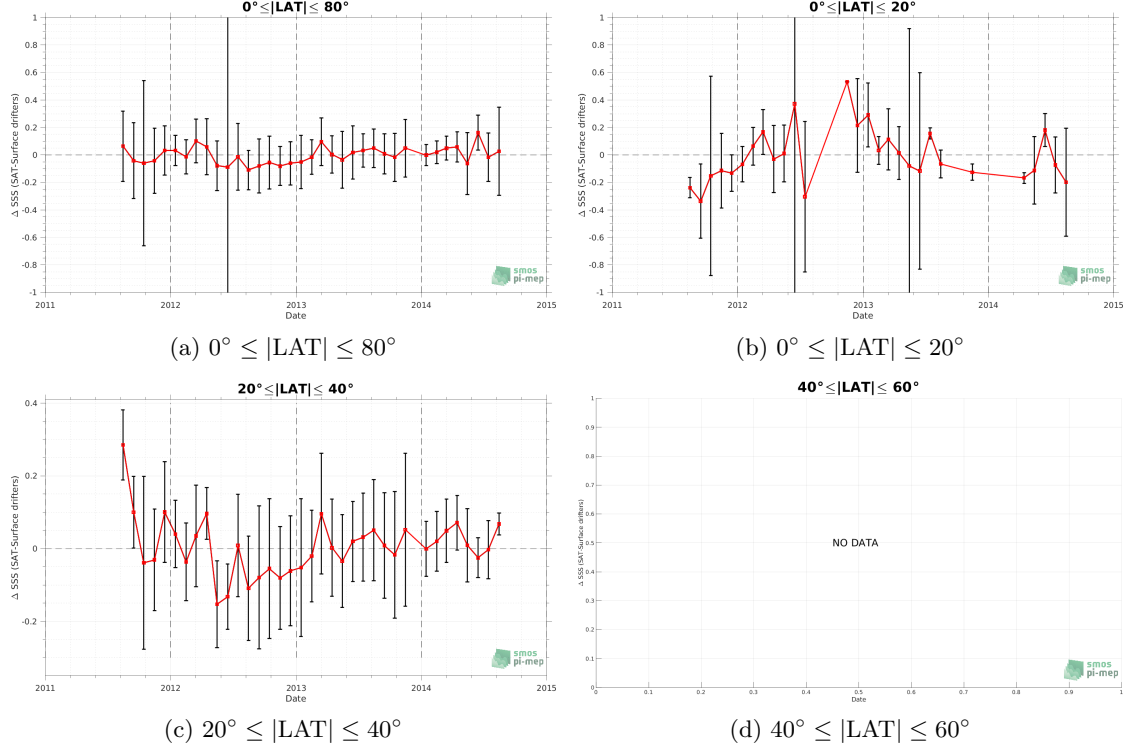 0°≤|LAT|≤ 80°
1
0.8
0.6
0.4
0.2
0
-0.2
-0.4
-0.6
-0.8
-1
Δ SSS (SAT-Surface drifters)
2011
2012
2013
2014
2015
Date
smos
pi-mep
(a) 0° ≤ |LAT| ≤ 80°
0°≤|LAT|≤ 20°
1
0.8
0.6
0.4
0.2
0
-0.2
-0.4
-0.6
-0.8
-1
Δ SSS (SAT-Surface drifters)
2011
2012
2013
2014
2015
Date
smos
pi-mep
(b) 0° ≤ |LAT| ≤ 20°
20°≤|LAT|≤ 40°
0.4
0.2
0
-0.2
Δ SSS (SAT-Surface drifters)
2011
2012
2013
2014
2015
Date
smos
pi-mep
(c) 20° ≤ |LAT| ≤ 40°
40°≤|LAT|≤ 60°
1
0.9
0.8
0.7
0.6
0.5
0.4
0.3
0.2
0.1
0
Δ SSS (SAT-Surface drifters)
NO DATA
0
0.1
0.2
0.3
0.4
0.5
0.6
0.7
0.8
0.9
1
Date
smos
pi-mep
(d) 40° ≤ |LAT| ≤ 60°